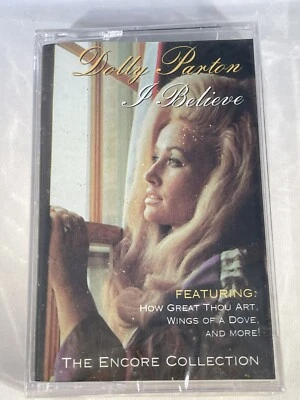 Dolly Parton
I Believe
FEATURING:
HOW GREAT THOU ART,
WINGS OF A DOVE,
AND MORE!
THE ENCORE COLLECTION